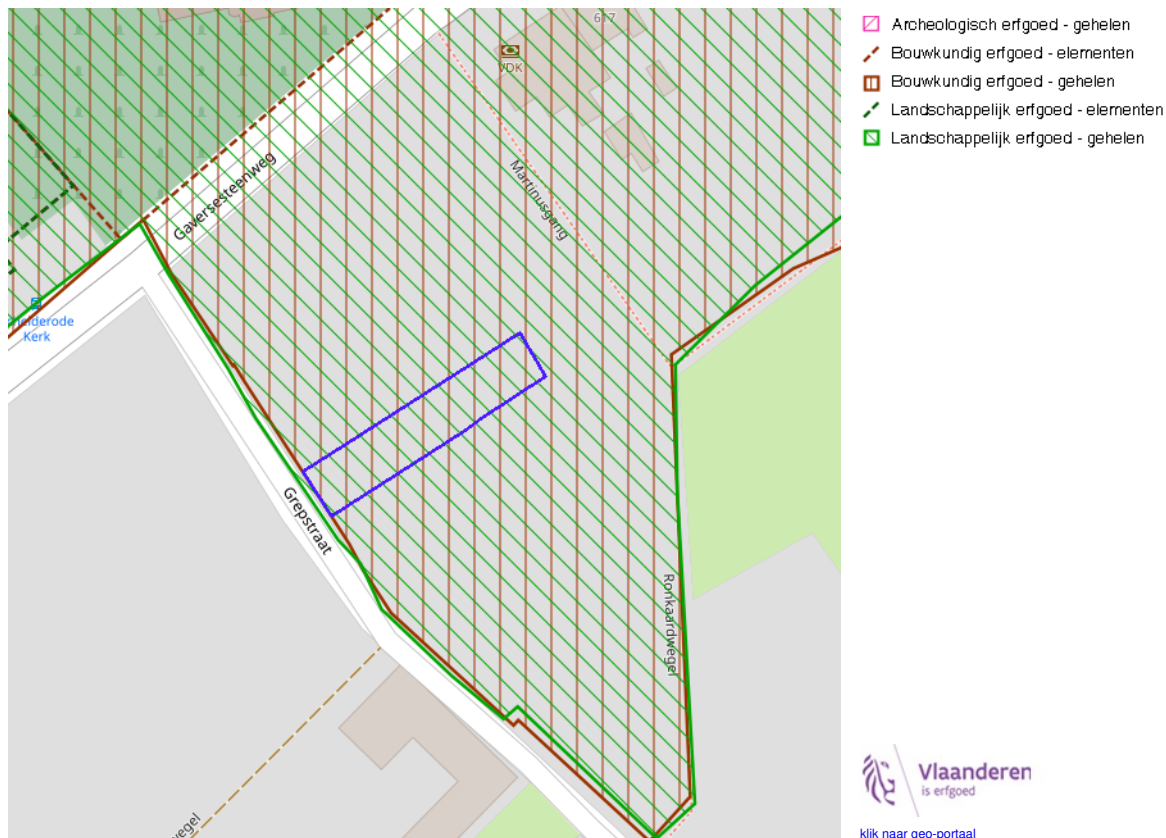 617
VDK
Gaversesteenweg
Martinusgang
Kerk
Grepstraat
Ronkaardwegel
Archeologisch erfgoed - gehelen
Bouwkundig erfgoed - elementen
Bouwkundig erfgoed - gehelen
Landschappelijk erfgoed - elementen
Landschappelijk erfgoed - gehelen
Vlaanderen
is erfgoed
klik naar geo-portaal